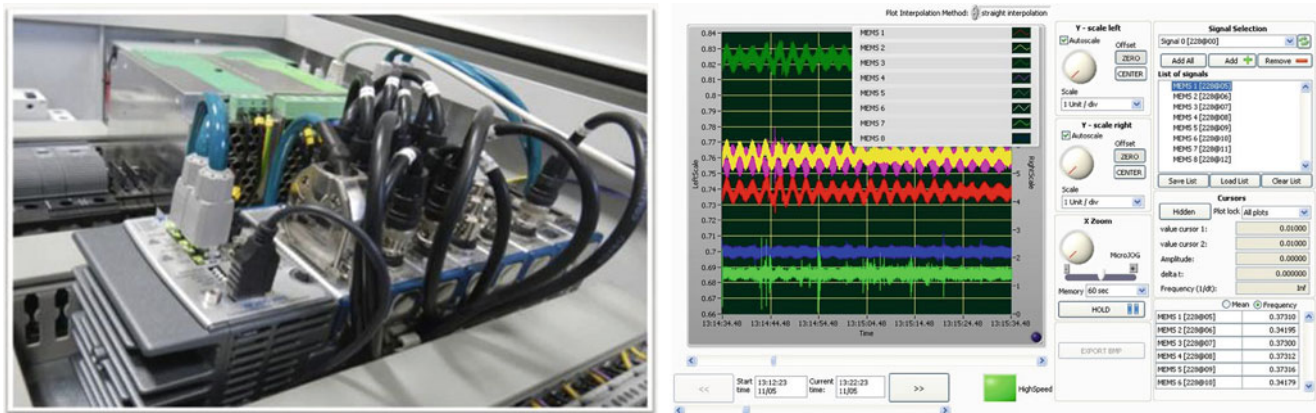 Plot Interpolation Method: straight interpolation
0.84
0.83
0.82
0.81
0.8
0.79
0.78
0.77
0.76
0.75
0.74
0.73
0.72
0.71
0.7
0.69
0.68
0.67
0.66
LeftScale
MEMS 1
MEMS 2
MEMS 3
MEMS 4
MEMS 5
MEMS 6
MEMS 7
MEMS 8
5
4
3
2
1
0
RightScale
13:14:34.48 13:14:44.48 13:14:54.48 13:15:04.48 13:15:14.48 13:15:24.48 13:15:34.48
Time
Y - scale left
Autoscale
Offset
ZERO
CENTER
Scale
1 Unit / div
Y - scale right
Autoscale
Offset
ZERO
CENTER
Scale
1 Unit / div
X Zoom
MicroJOG
Memory 60 sec
HOLD
EXPORT BMP
Signal Selection
Signal 0 [228@00]
Add All Add Remove
List of signals
MEMS 1 [228@05]
MEMS 2 [228@06]
MEMS 3 [228@07]
MEMS 4 [228@08]
MEMS 5 [228@09]
MEMS 6 [228@10]
MEMS 7 [228@11]
MEMS 8 [228@12]
Save List Load List Clear List
Cursors
Hidden Plot lock All plots
value cursor 1: 0.01000
value cursor 2: 0.01000
Amplitude: 0.00000
delta t: 0.000000
Frequency (1/dt): Inf
Mean Frequency
MEMS 1 [228@05] 0.37310
MEMS 2 [228@06] 0.34195
MEMS 3 [228@07] 0.37300
MEMS 4 [228@08] 0.37312
MEMS 5 [228@09] 0.37316
MEMS 6 [228@10] 0.34179
<<
Start time 13:12:23 11/05
Current time: 13:22:23 11/05
>>
HighSpeed